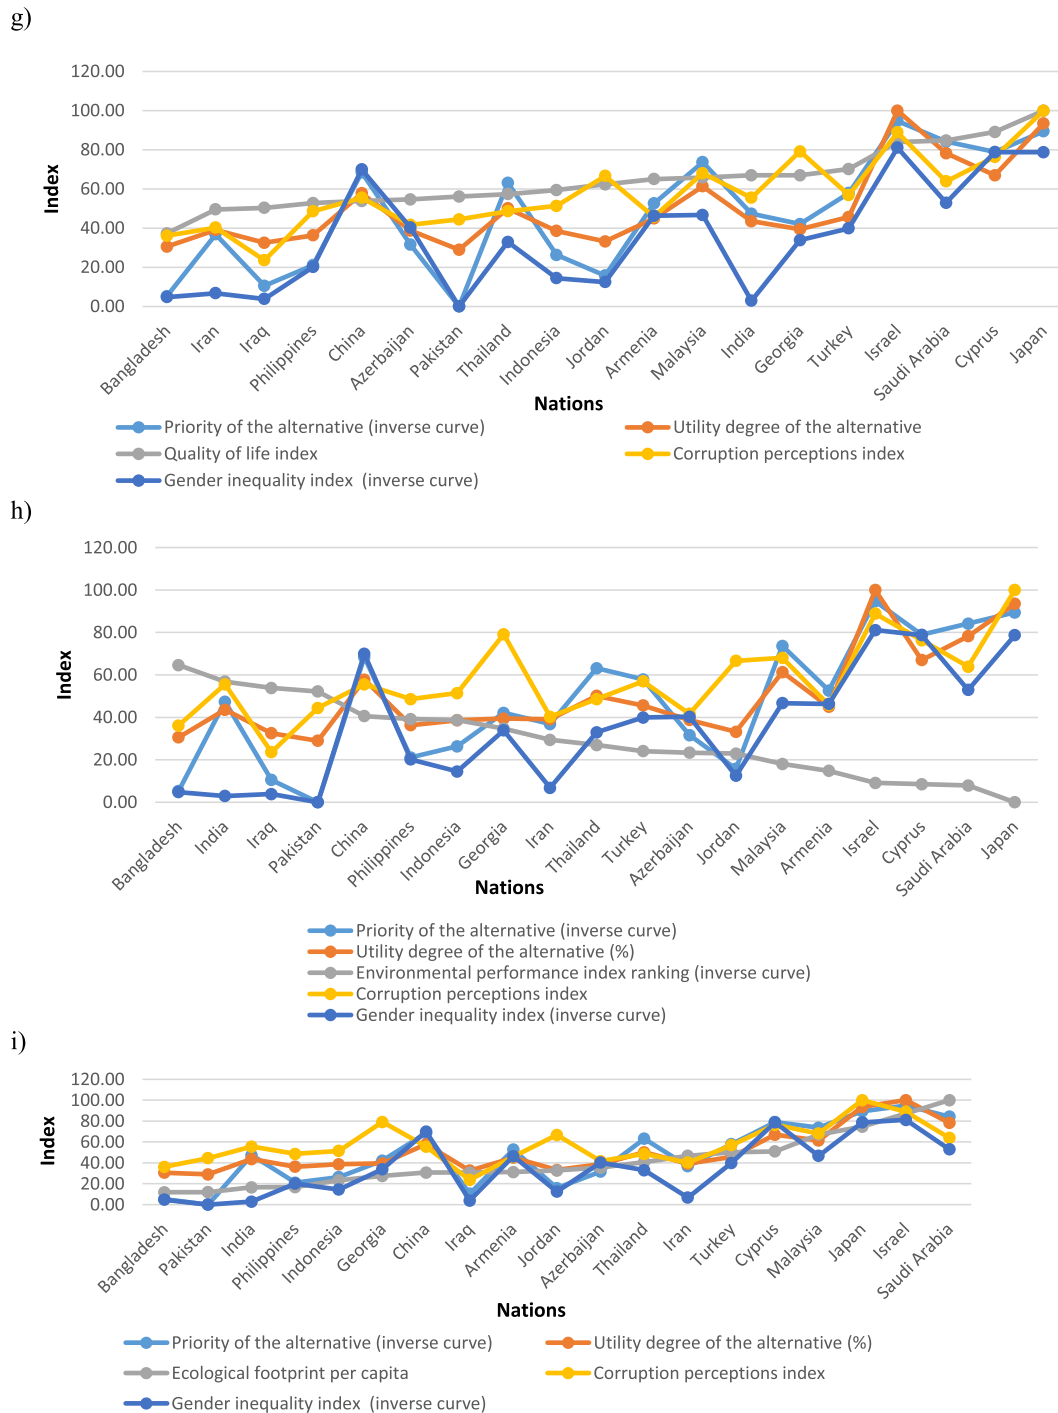 g)
120.00
100.00
80.00
60.00
40.00
20.00
0.00
Index
Bangladesh
Iran
Iraq
Philippines
China
Azerbaijan
Pakistan
Thailand
Indonesia
Jordan
Armenia
Malaysia
India
Georgia
Turkey
Israel
Saudi Arabia
Cyprus
Japan
Nations
Priority of the alternative (inverse curve)
Utility degree of the alternative
Quality of life index
Corruption perceptions index
Gender inequality index (inverse curve)
h)
120.00
100.00
80.00
60.00
40.00
20.00
0.00
Index
Bangladesh
India
Iraq
Pakistan
China
Philippines
Indonesia
Georgia
Iran
Thailand
Turkey
Azerbaijan
Jordan
Malaysia
Armenia
Israel
Cyprus
Saudi Arabia
Japan
Nations
Priority of the alternative (inverse curve)
Utility degree of the alternative (%)
Environmental performance index ranking (inverse curve)
Corruption perceptions index
Gender inequality index (inverse curve)
i)
120.00
100.00
80.00
60.00
40.00
20.00
0.00
Index
Bangladesh
Pakistan
India
Philippines
Indonesia
Georgia
China
Iraq
Armenia
Jordan
Azerbaijan
Thailand
Iran
Turkey
Cyprus
Malaysia
Japan
Israel
Saudi Arabia
Nations
Priority of the alternative (inverse curve)
Utility degree of the alternative (%)
Ecological footprint per capita
Corruption perceptions index
Gender inequality index (inverse curve)